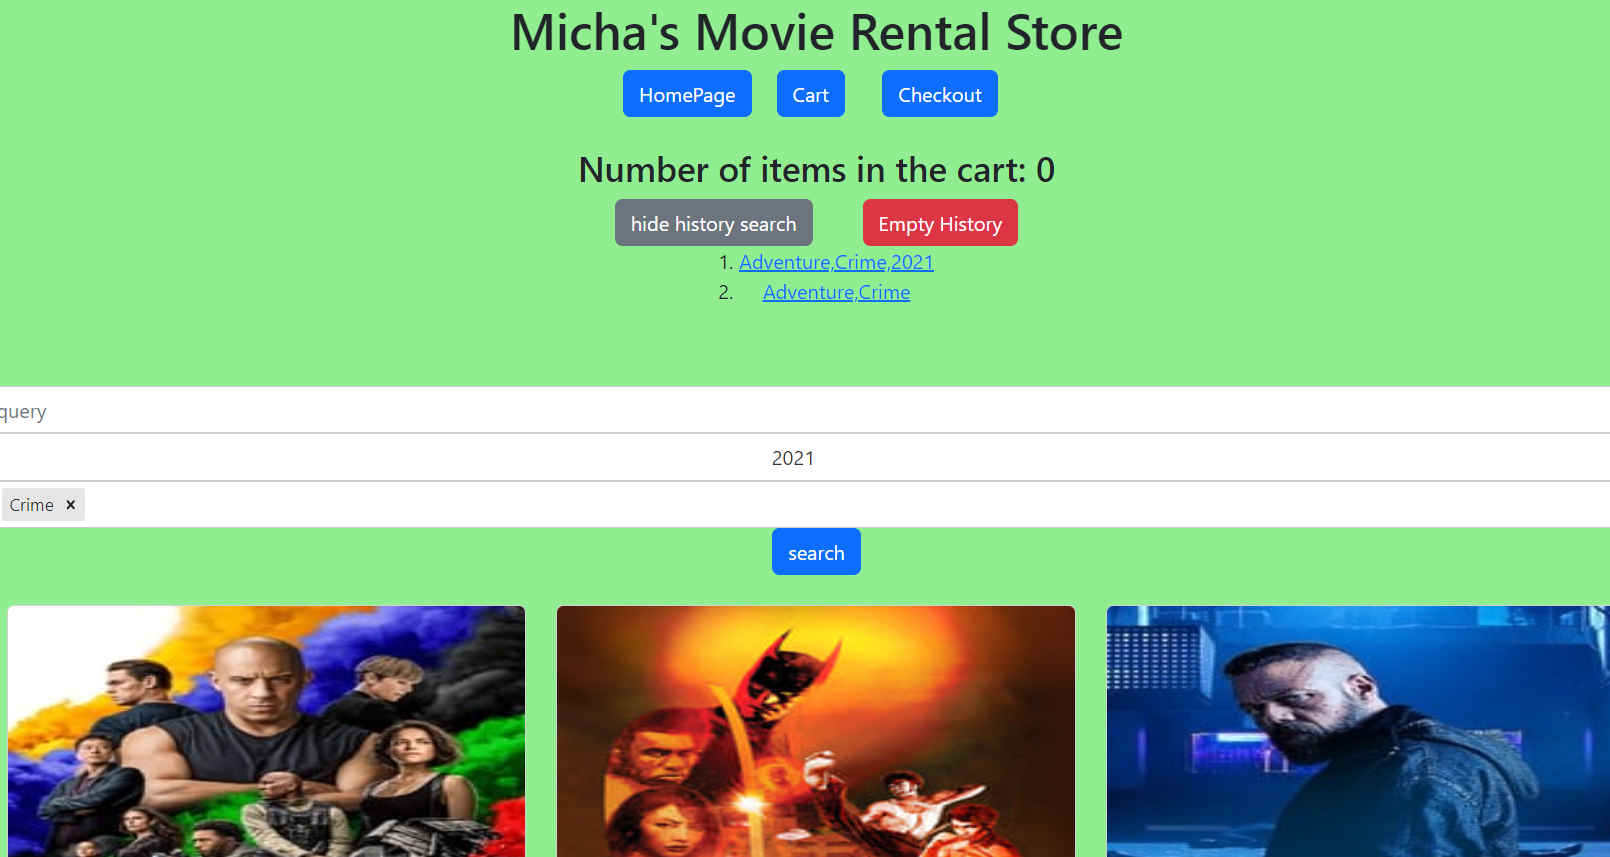 Micha's Movie Rental Store
HomePage Cart Checkout
Number of items in the cart: 0
hide history search Empty History
1. Adventure,Crime,2021
2. Adventure,Crime
query
2021
Crime ×
search